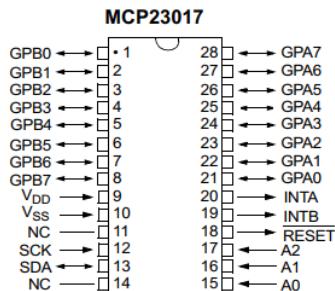 MCP23017
GPB0 • 1 28 GPA7
GPB1 2 27 GPA6
GPB2 3 26 GPA5
GPB3 4 25 GPA4
GPB4 5 24 GPA3
GPB5 6 23 GPA2
GPB6 7 22 GPA1
GPB7 8 21 GPA0
VDD 9 20 INTA
VSS 10 19 INTB
NC 11 18 RESET
SCK 12 17 A2
SDA 13 16 A1
NC 14 15 A0